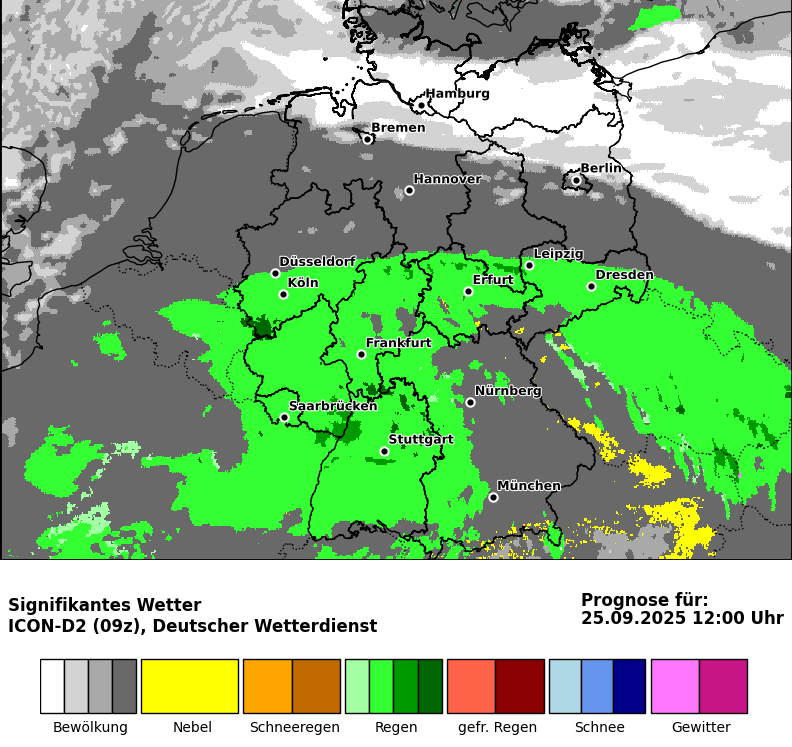 Hamburg
Bremen
Berlin
Hannover
Leipzig
Düsseldorf
Dresden
Köln
Erfurt
Frankfurt
Nürnberg
Saarbrücken
Stuttgart
München
Signifikantes Wetter
ICON-D2 (09z), Deutscher Wetterdienst
Prognose für:
25.09.2025 12:00 Uhr
Bewölkung
Nebel
Schneeregen
Regen
gefr. Regen
Schnee
Gewitter